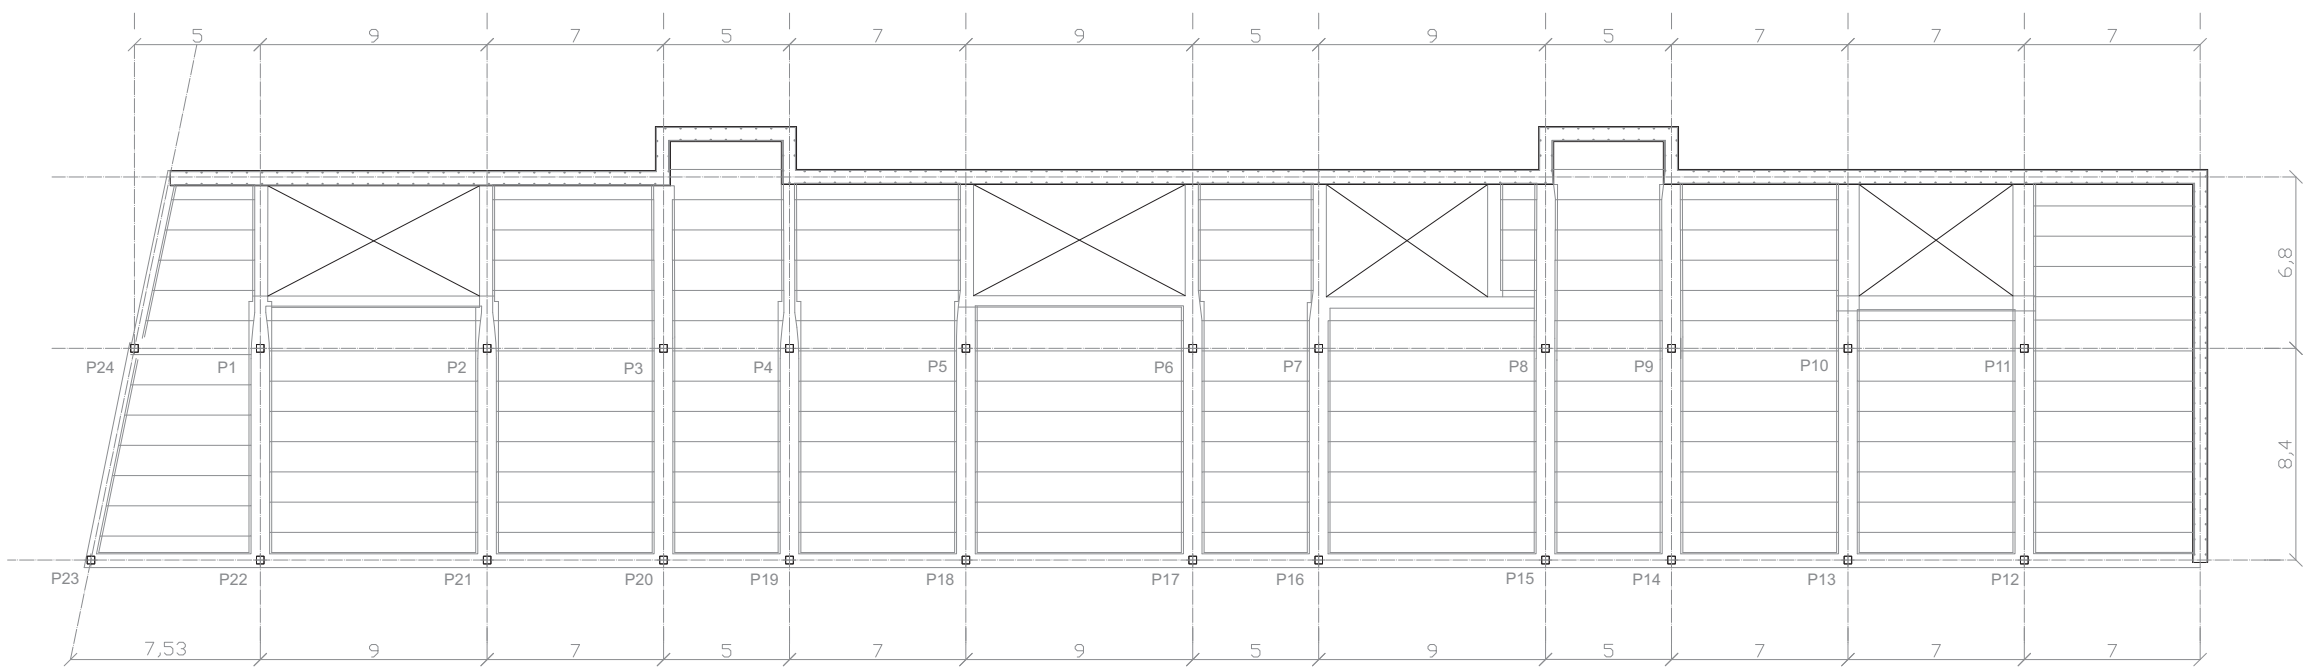 5 9 7 5 7 9 5 9 5 7 7 7
6,8
P24 P1 P2 P3 P4 P5 P6 P7 P8 P9 P10 P11
8,4
P23 P22 P21 P20 P19 P18 P17 P16 P15 P14 P13 P12
7,53 9 7 5 7 9 5 9 5 7 7 7